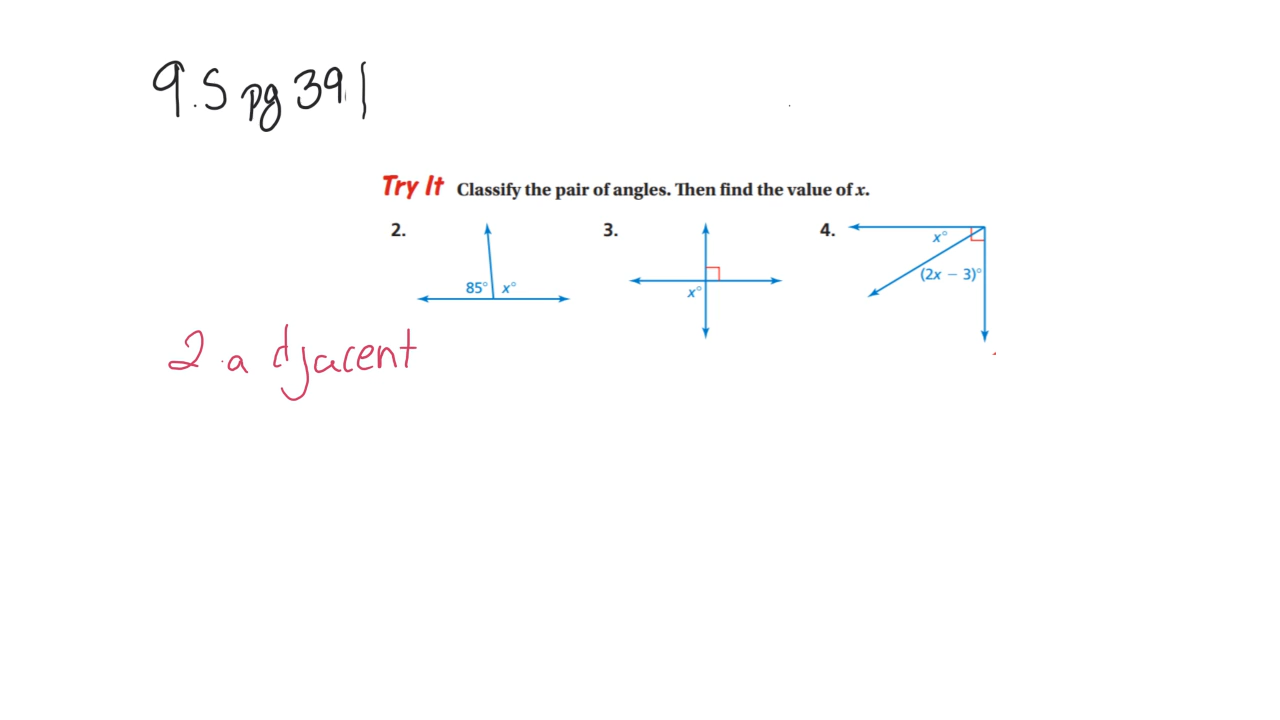 9.5 pg 391
Try It Classify the pair of angles. Then find the value of x.
2. 3. 4.
x°
(2x − 3)°
85° x° x°
2. adjacent